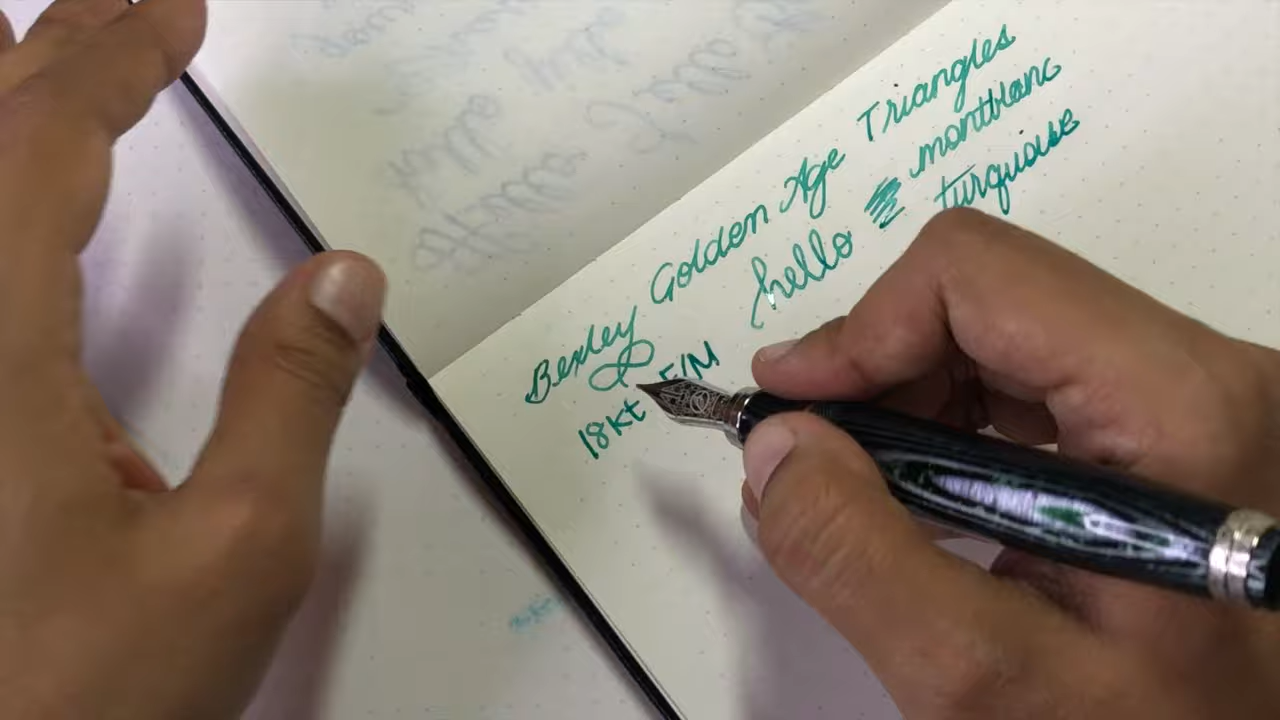 Bexley Golden Age Triangles
18Kt F/M hello montblanc
turquoise